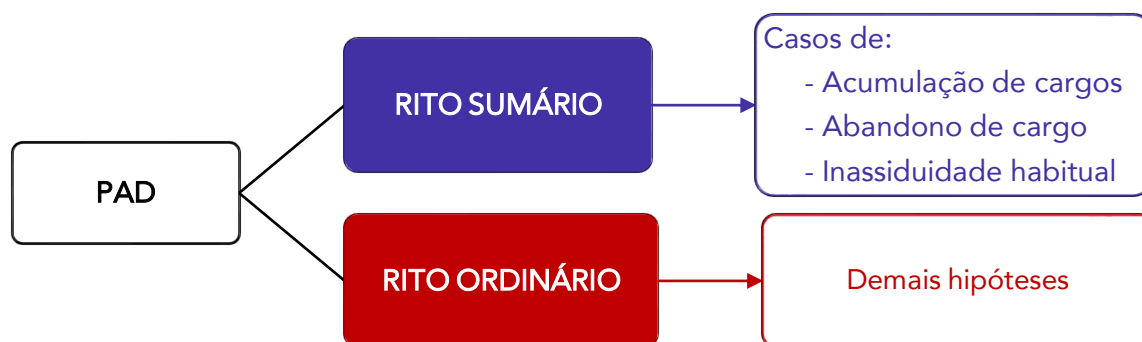 PAD
RITO SUMÁRIO
Casos de:
- Acumulação de cargos
- Abandono de cargo
- Inassiduidade habitual
RITO ORDINÁRIO
Demais hipóteses